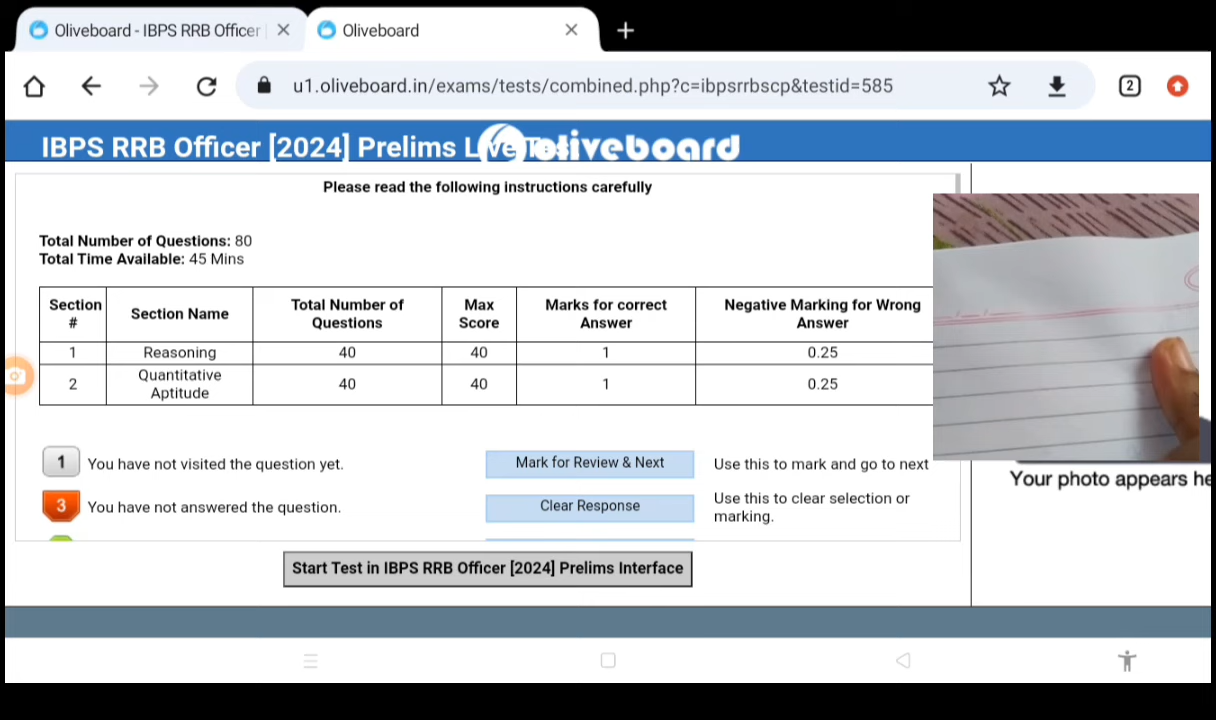 Oliveboard - IBPS RRB Officer
Oliveboard
u1.oliveboard.in/exams/tests/combined.php?c=ibpsrrbscp&testid=585
2
IBPS RRB Officer [2024] Prelims Live Test
oliveboard
Please read the following instructions carefully
Total Number of Questions: 80
Total Time Available: 45 Mins
Section # Section Name Total Number of Questions Max Score Marks for correct Answer Negative Marking for Wrong Answer
1 Reasoning 40 40 1 0.25
2 Quantitative Aptitude 40 40 1 0.25
1 You have not visited the question yet. Mark for Review & Next Use this to mark and go to next
3 You have not answered the question. Clear Response Use this to clear selection or marking.
Your photo appears he
Start Test in IBPS RRB Officer [2024] Prelims Interface